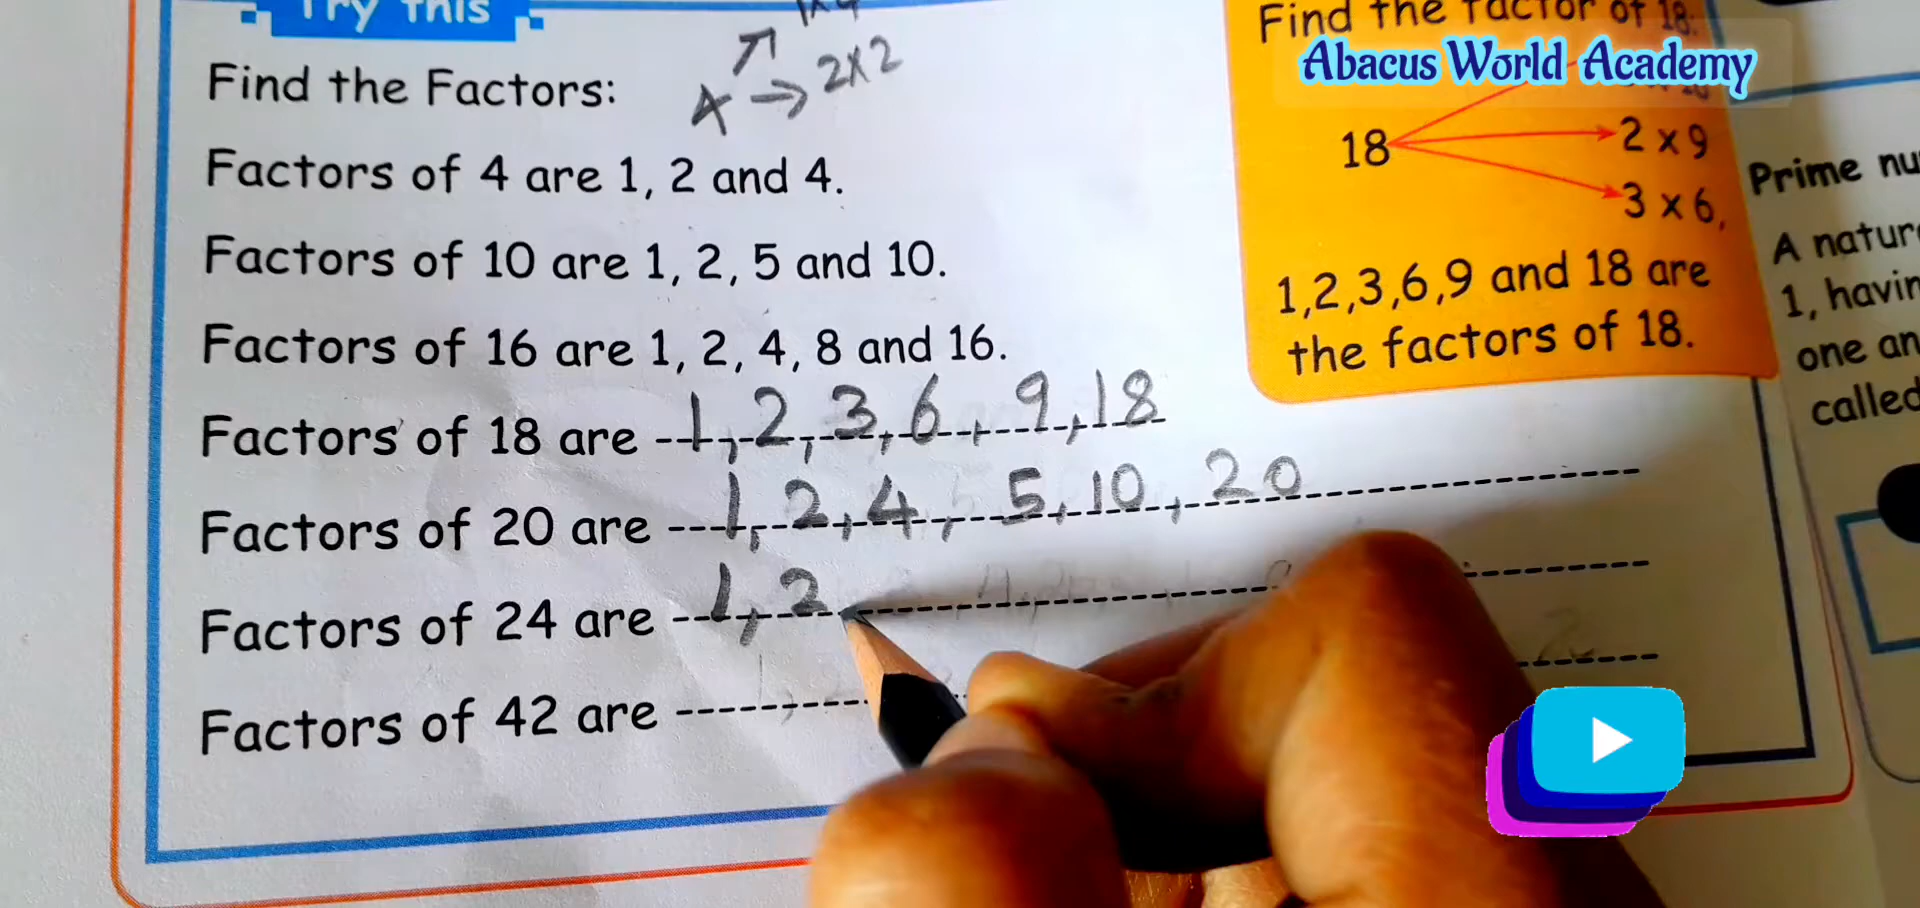 Try this
1x4
4 → 2x2
Find the Factors:
Factors of 4 are 1, 2 and 4.
Factors of 10 are 1, 2, 5 and 10.
Factors of 16 are 1, 2, 4, 8 and 16.
Factors of 18 are 1, 2, 3, 6, 9, 18
Factors of 20 are 1, 2, 4, 5, 10, 20
Factors of 24 are 1, 2
Factors of 42 are
Find the factor of 18.
Abacus World Academy
18
2 x 9
3 x 6,
1,2,3,6,9 and 18 are
the factors of 18.
Prime
A
1,
one
called